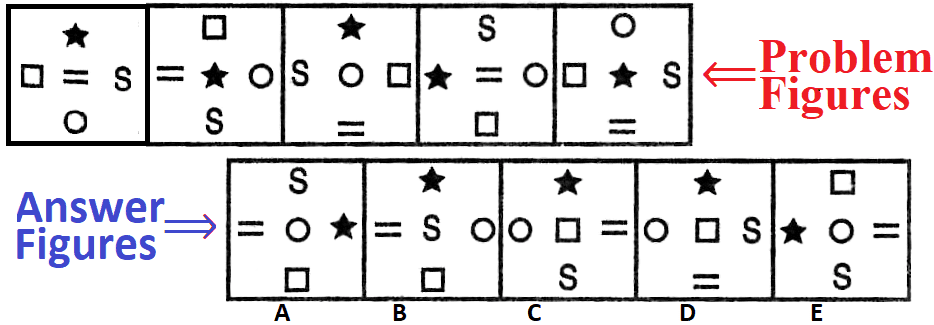 ★ □ ★ S ○
□ = S = ★ ○ S ○ □ ★ = ○ □ ★ S
○ S = □ =
Problem
Figures
Answer
Figures
S ★ ★ ★ □
= ○ ★ = S ○ ○ □ = ○ □ S ★ ○ =
□ □ S = S
A B C D E